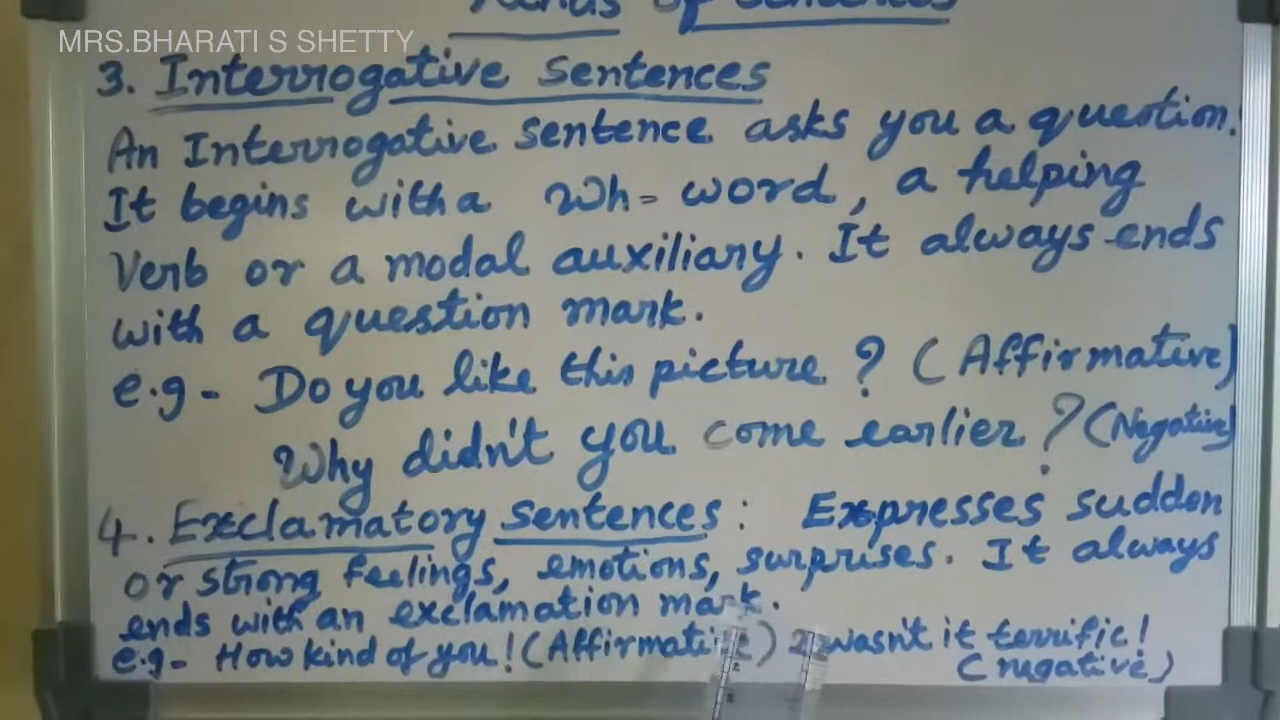 Kinds of Sentences
MRS.BHARATI S SHETTY
3. Interrogative Sentences
An Interrogative sentence asks you a question.
It begins with a Wh- word, a helping
Verb or a modal auxiliary. It always ends
with a question mark.
e.g- Do you like this picture ? (Affirmative)
Why didn't you come earlier ? (Negative)
4. Exclamatory Sentences : Expresses sudden
or strong feelings, emotions, surprises. It always
ends with an exclamation mark.
e.g- How kind of you ! (Affirmative) 2 wasn't it terrific !
(negative)